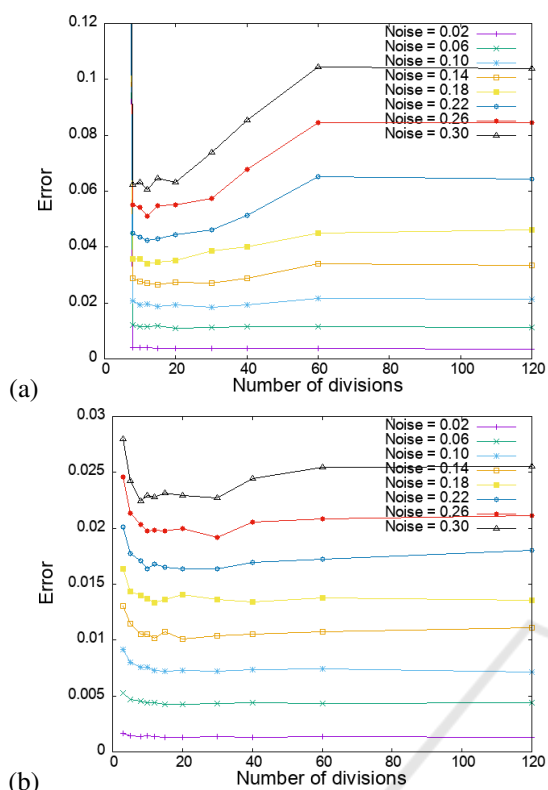 0.12
0.1
0.08
0.06
0.04
0.02
0
Error
Noise = 0.02
Noise = 0.06
Noise = 0.10
Noise = 0.14
Noise = 0.18
Noise = 0.22
Noise = 0.26
Noise = 0.30
0 20 40 60 80 100 120
Number of divisions
(a)
0.03
0.025
0.02
0.015
0.01
0.005
0
Error
Noise = 0.02
Noise = 0.06
Noise = 0.10
Noise = 0.14
Noise = 0.18
Noise = 0.22
Noise = 0.26
Noise = 0.30
0 20 40 60 80 100 120
Number of divisions
(b)